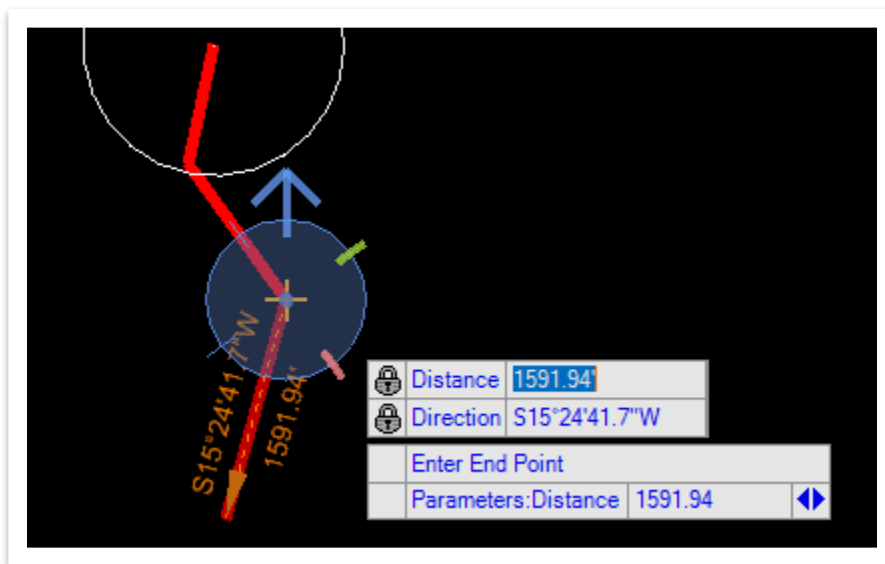 S15°24'41.7"W
1591.94'
Distance 1591.94'
Direction S15°24'41.7"W
Enter End Point
Parameters:Distance 1591.94